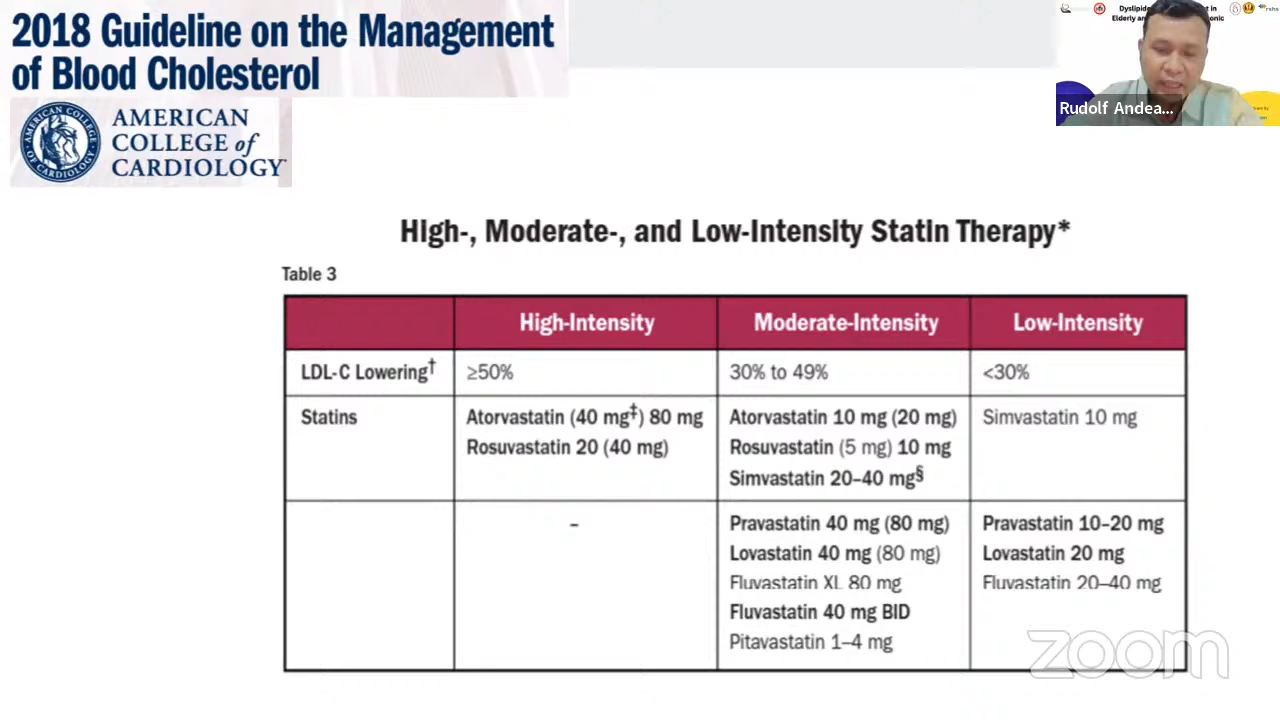 2018 Guideline on the Management
of Blood Cholesterol
AMERICAN
COLLEGE of
CARDIOLOGY
Elderly
Rudolf Andea...
High-, Moderate-, and Low-Intensity Statin Therapy*
Table 3
High-Intensity Moderate-Intensity Low-Intensity
LDL-C Lowering† ≥50% 30% to 49% <30%
Statins Atorvastatin (40 mg‡) 80 mg Atorvastatin 10 mg (20 mg) Simvastatin 10 mg
Rosuvastatin 20 (40 mg) Rosuvastatin (5 mg) 10 mg
Simvastatin 20–40 mg§
– Pravastatin 40 mg (80 mg) Pravastatin 10–20 mg
Lovastatin 40 mg (80 mg) Lovastatin 20 mg
Fluvastatin XL 80 mg Fluvastatin 20–40 mg
Fluvastatin 40 mg BID
Pitavastatin 1–4 mg
zoom